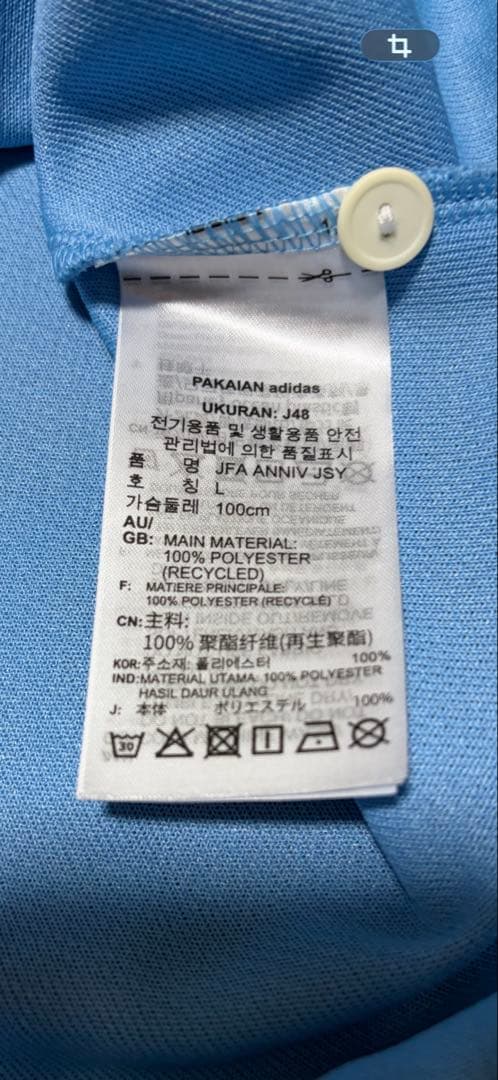 PAKAIAN adidas
UKURAN: J48
전기용품 및 생활용품 안전
관리법에 의한 품질표시
품 명 JFA ANNIV JSY
호 칭 L
가슴둘레 100cm
AU/
GB: MAIN MATERIAL:
100% POLYESTER
(RECYCLED)
F: MATIERE PRINCIPALE:
100% POLYESTER (RECYCLÉ)
CN:主料:
100% 聚酯纤维(再生聚酯)
KOR:주소재: 폴리에스터 100%
IND:MATERIAL UTAMA: 100% POLYESTER
HASIL DAUR ULANG
J: 本体 ポリエステル 100%
30